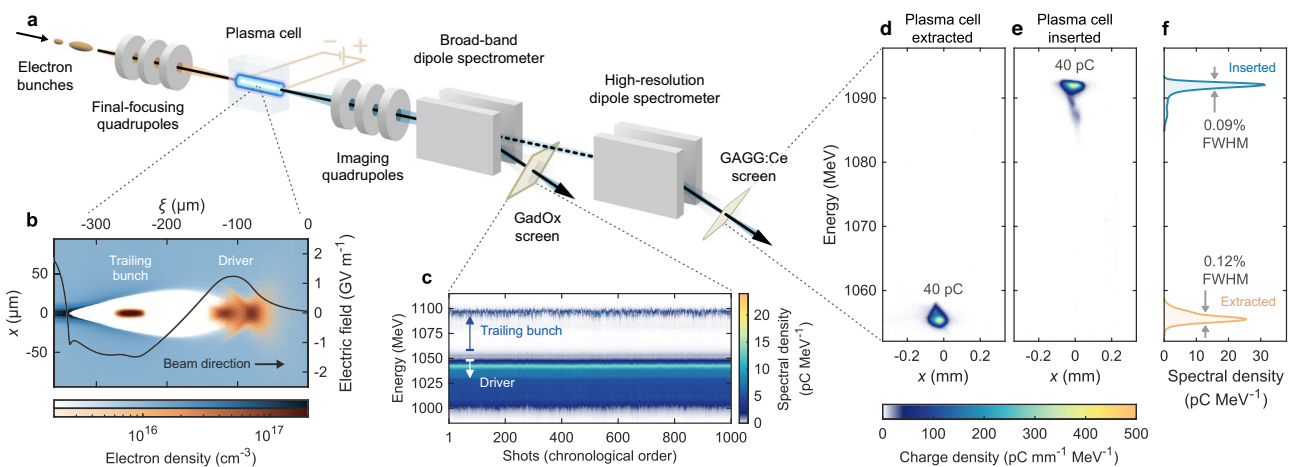 a
Electron
bunches
Final-focusing
quadrupoles
Plasma cell
−
+
Imaging
quadrupoles
Broad-band
dipole spectrometer
High-resolution
dipole spectrometer
GadOx
screen
GAGG:Ce
screen
b
ξ (μm)
-300
-200
-100
0
x (μm)
50
0
-50
Trailing
bunch
Driver
Beam direction
2
1
0
-1
-2
Electric field (GV m⁻¹)
10¹⁶
10¹⁷
Electron density (cm⁻³)
c
Energy (MeV)
1100
1075
1050
1025
1000
Trailing bunch
Driver
1
200
400
600
800
1000
Shots (chronological order)
20
15
10
5
0
Spectral density
(pC MeV⁻¹)
d
Plasma cell
extracted
Energy (MeV)
1090
1080
1070
1060
40 pC
-0.2
0
0.2
x (mm)
e
Plasma cell
inserted
40 pC
-0.2
0
0.2
x (mm)
0
100
200
300
400
500
Charge density (pC mm⁻¹ MeV⁻¹)
f
Inserted
0.09%
FWHM
0.12%
FWHM
Extracted
0
10
20
30
Spectral density
(pC MeV⁻¹)